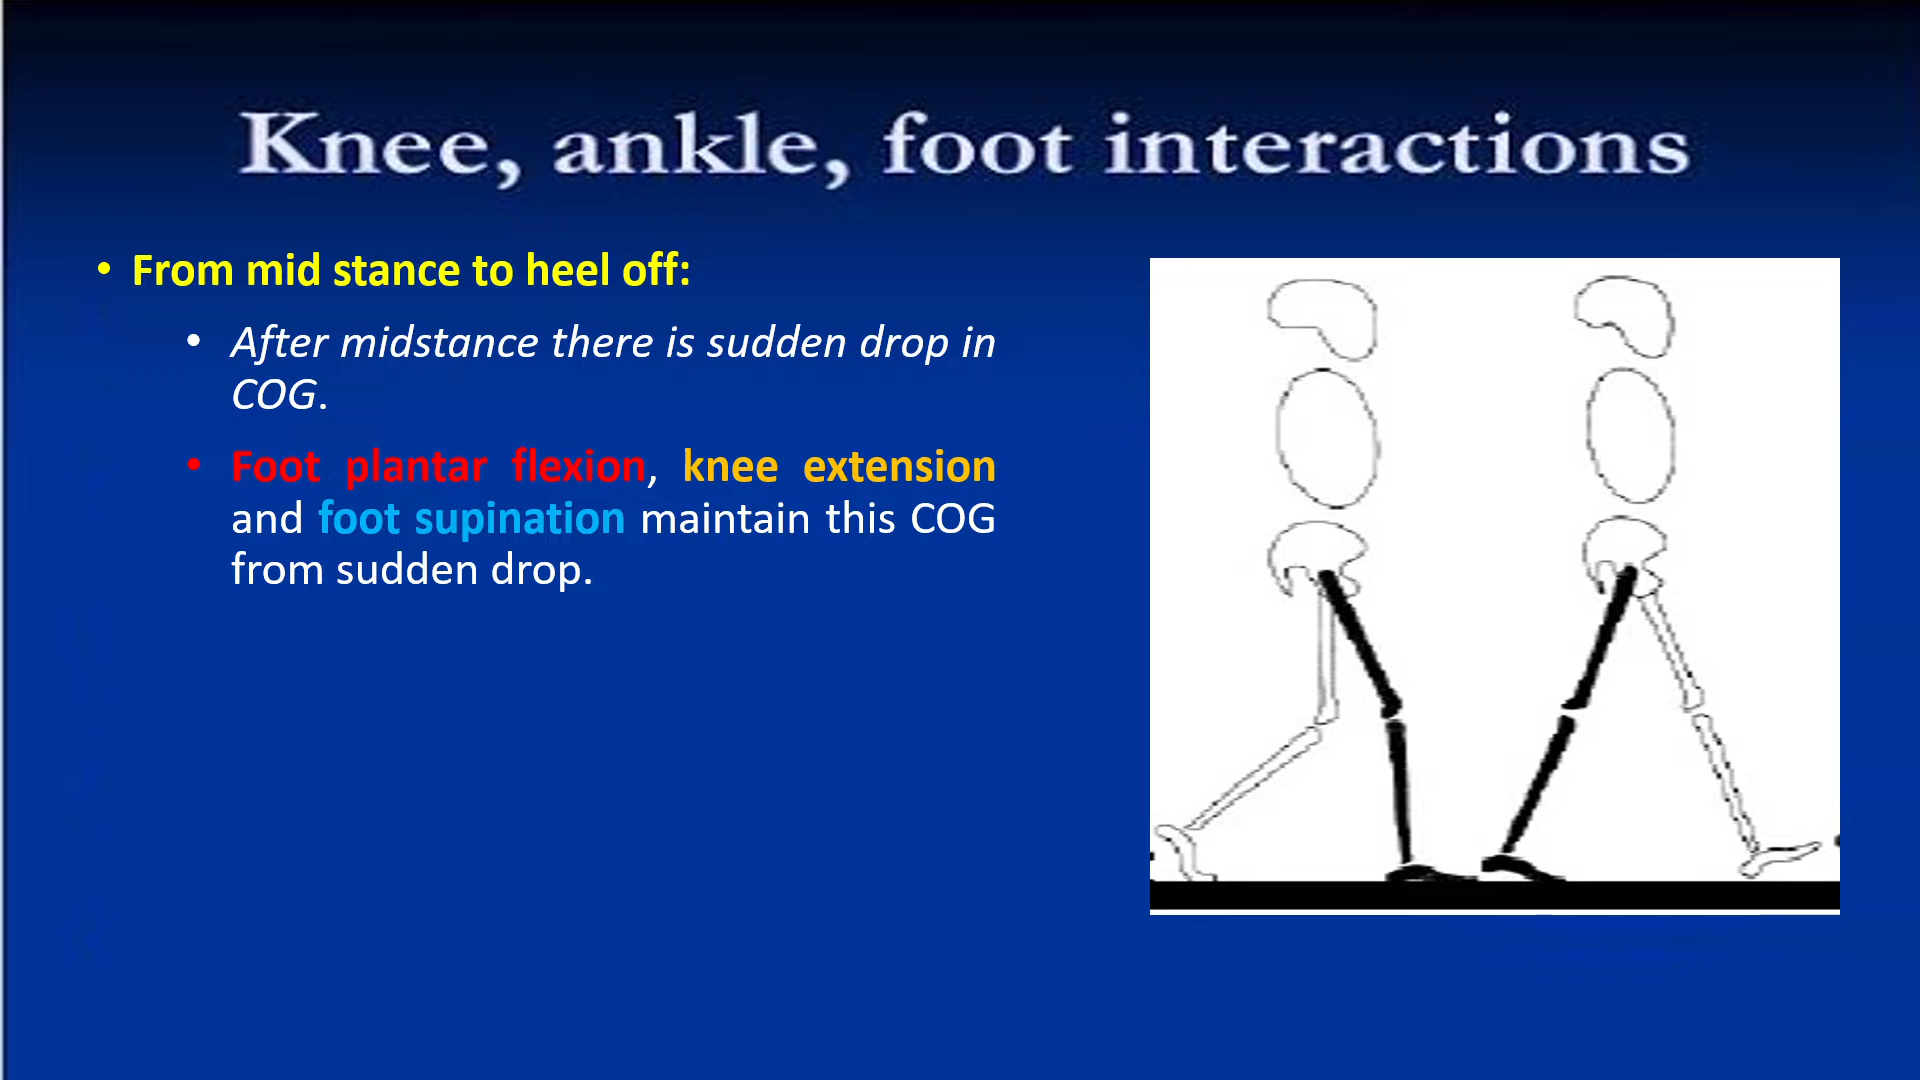 Knee, ankle, foot interactions
• From mid stance to heel off:
• After midstance there is sudden drop in
COG.
• Foot plantar flexion, knee extension
and foot supination maintain this COG
from sudden drop.